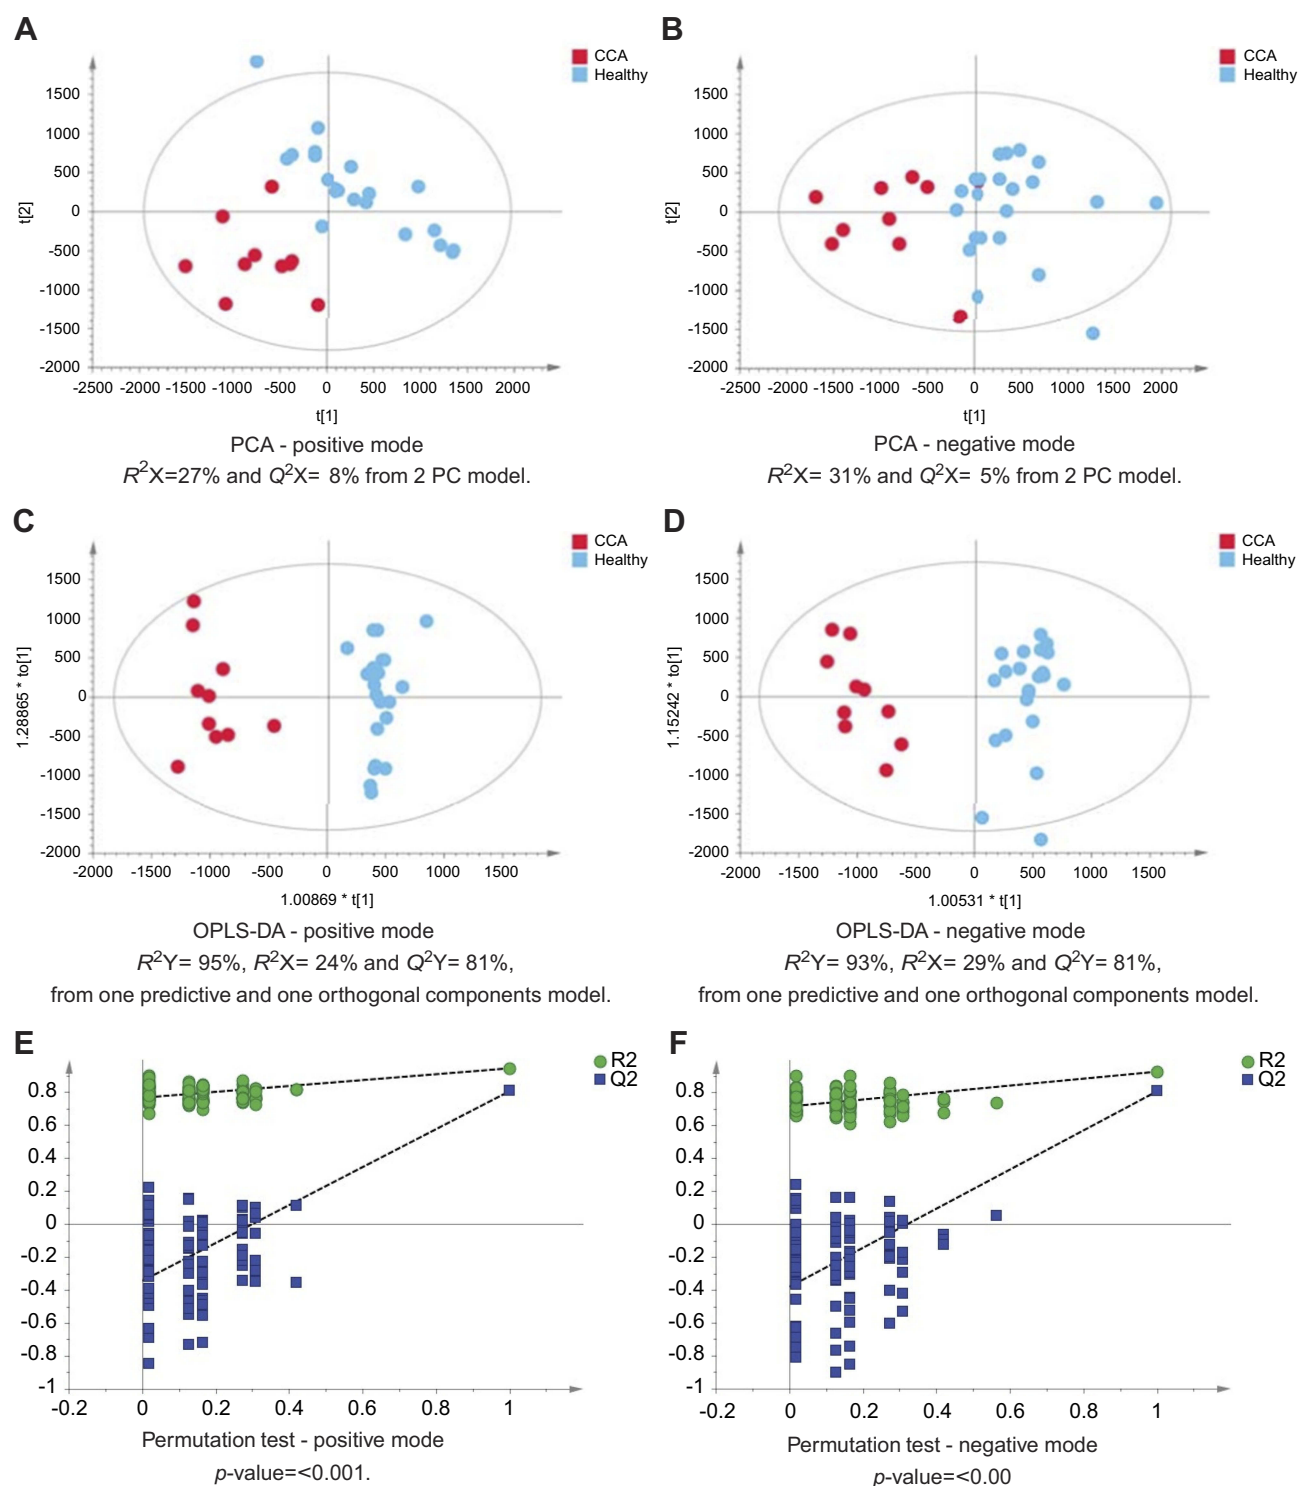 A
CCA
Healthy
1500
1000
500
0
-500
-1000
-1500
-2000
t[2]
-2500 -2000 -1500 -1000 -500 0 500 1000 1500 2000
t[1]
PCA - positive mode
R²X=27% and Q²X= 8% from 2 PC model.
B
CCA
Healthy
1500
1000
500
0
-500
-1000
-1500
-2000
t[2]
-2500 -2000 -1500 -1000 -500 0 500 1000 1500 2000
t[1]
PCA - negative mode
R²X= 31% and Q²X= 5% from 2 PC model.
C
CCA
Healthy
1500
1000
500
0
-500
-1000
-1500
-2000
1.28865 * to[1]
-2000 -1500 -1000 -500 0 500 1000 1500
1.00869 * t[1]
OPLS-DA - positive mode
R²Y= 95%, R²X= 24% and Q²Y= 81%,
from one predictive and one orthogonal components model.
D
CCA
Healthy
1500
1000
500
0
-500
-1000
-1500
-2000
1.15242 * to[1]
-2000 -1500 -1000 -500 0 500 1000 1500
1.00531 * t[1]
OPLS-DA - negative mode
R²Y= 93%, R²X= 29% and Q²Y= 81%,
from one predictive and one orthogonal components model.
E
R2
Q2
0.8
0.6
0.4
0.2
0
-0.2
-0.4
-0.6
-0.8
-1
-0.2 0 0.2 0.4 0.6 0.8 1
Permutation test - positive mode
p-value=<0.001.
F
R2
Q2
0.8
0.6
0.4
0.2
0
-0.2
-0.4
-0.6
-0.8
-1
-0.2 0 0.2 0.4 0.6 0.8 1
Permutation test - negative mode
p-value=<0.00